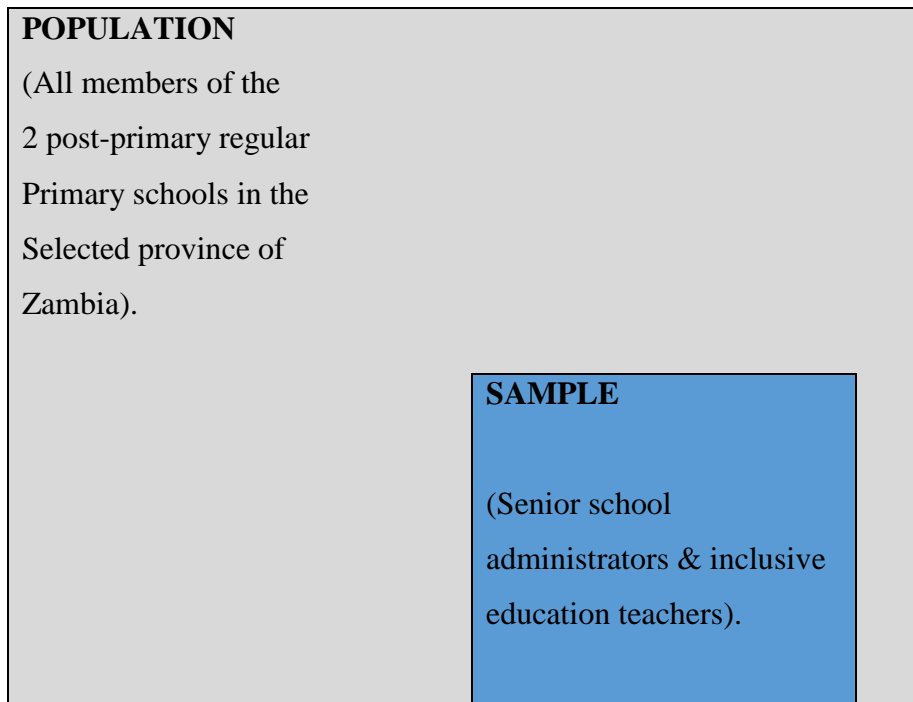 POPULATION
(All members of the
2 post-primary regular
Primary schools in the
Selected province of
Zambia).
SAMPLE
(Senior school
administrators & inclusive
education teachers).